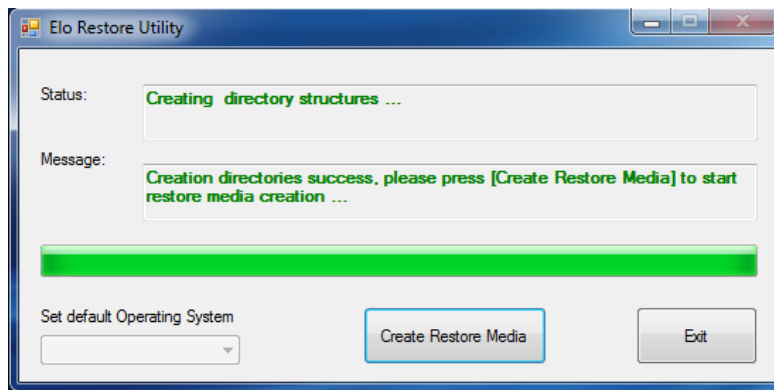 Elo Restore Utility
Status:
Creating directory structures ...
Message:
Creation directories success, please press [Create Restore Media] to start
restore media creation ...
Set default Operating System
Create Restore Media
Exit